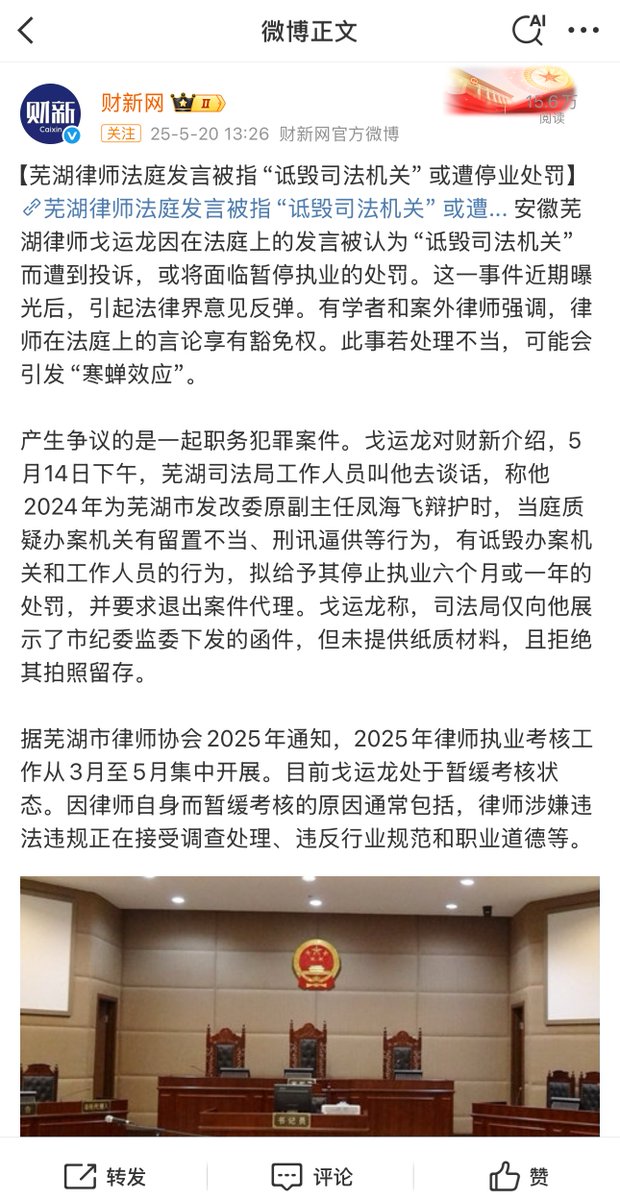 微博正文
AI
财新
Caixin
财新网 II
15.6万
阅读
关注 25-5-20 13:26 财新网官方微博
【芜湖律师法庭发言被指“诋毁司法机关”或遭停业处罚】
芜湖律师法庭发言被指“诋毁司法机关”或遭... 安徽芜
湖律师戈运龙因在法庭上的发言被认为“诋毁司法机关”
而遭到投诉，或将面临暂停执业的处罚。这一事件近期曝
光后，引起法律界意见反弹。有学者和案外律师强调，律
师在法庭上的言论享有豁免权。此事若处理不当，可能会
引发“寒蝉效应”。
产生争议的是一起职务犯罪案件。戈运龙对财新介绍，5
月14日下午，芜湖司法局工作人员叫他去谈话，称他
2024年为芜湖市发改委原副主任凤海飞辩护时，当庭质
疑办案机关有留置不当、刑讯逼供等行为，有诋毁办案机
关和工作人员的行为，拟给予其停止执业六个月或一年的
处罚，并要求退出案件代理。戈运龙称，司法局仅向他展
示了市纪委监委下发的函件，但未提供纸质材料，且拒绝
其拍照留存。
据芜湖市律师协会2025年通知，2025年律师执业考核工
作从3月至5月集中开展。目前戈运龙处于暂缓考核状
态。因律师自身而暂缓考核的原因通常包括，律师涉嫌违
法违规正在接受调查处理、违反行业规范和职业道德等。
书记员
转发
评论
赞